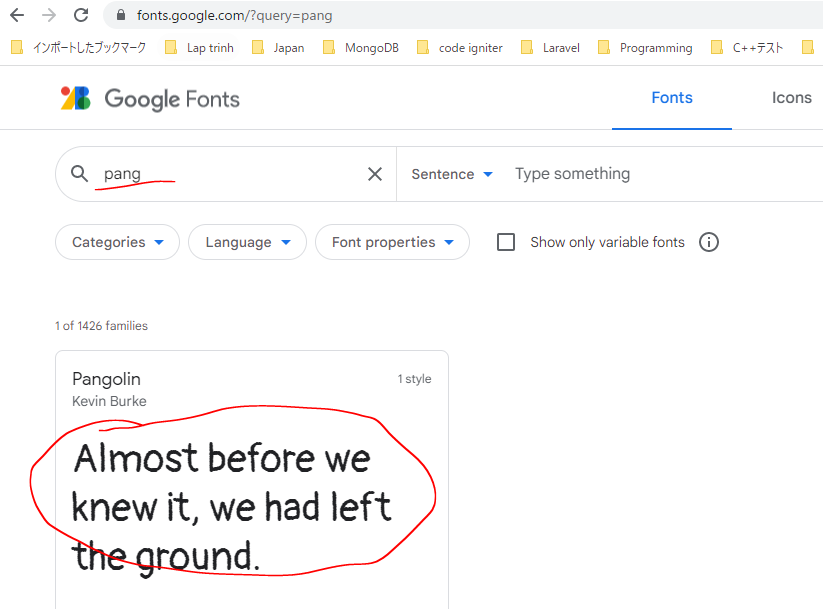 fonts.google.com/?query=pang
インポートしたブックマーク Lap trinh Japan MongoDB code igniter Laravel Programming C++テスト
Google Fonts Fonts Icons
pang Sentence Type something
Categories Language Font properties Show only variable fonts
1 of 1426 families
Pangolin 1 style
Kevin Burke
Almost before we
knew it, we had left
the ground.